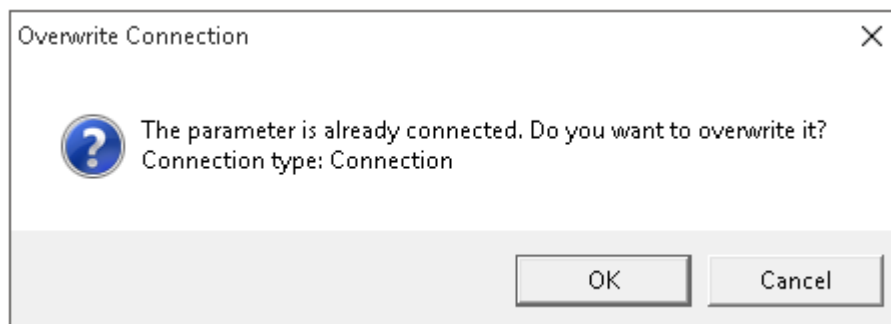 Overwrite Connection
The parameter is already connected. Do you want to overwrite it?
Connection type: Connection
OK
Cancel